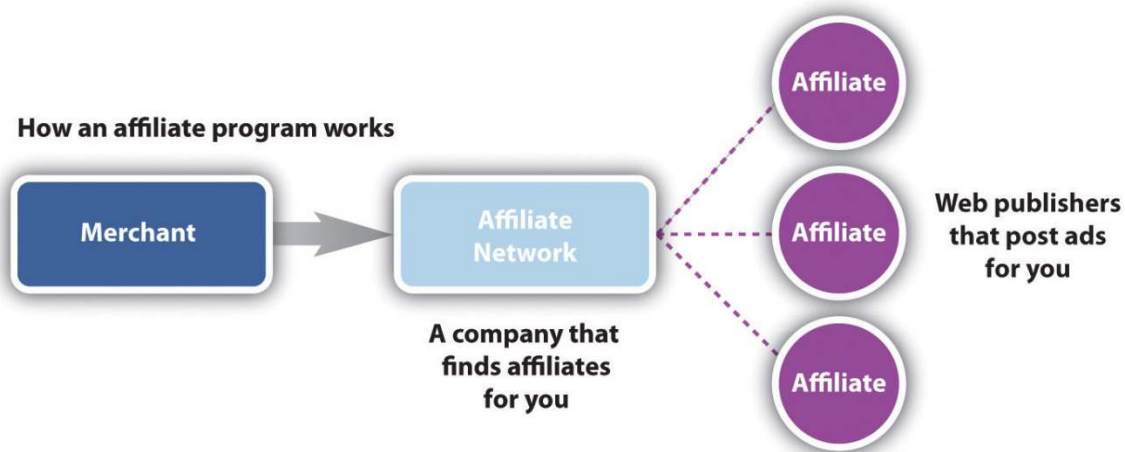 How an affiliate program works
Merchant
Affiliate
Network
A company that
finds affiliates
for you
Affiliate
Affiliate
Affiliate
Web publishers
that post ads
for you